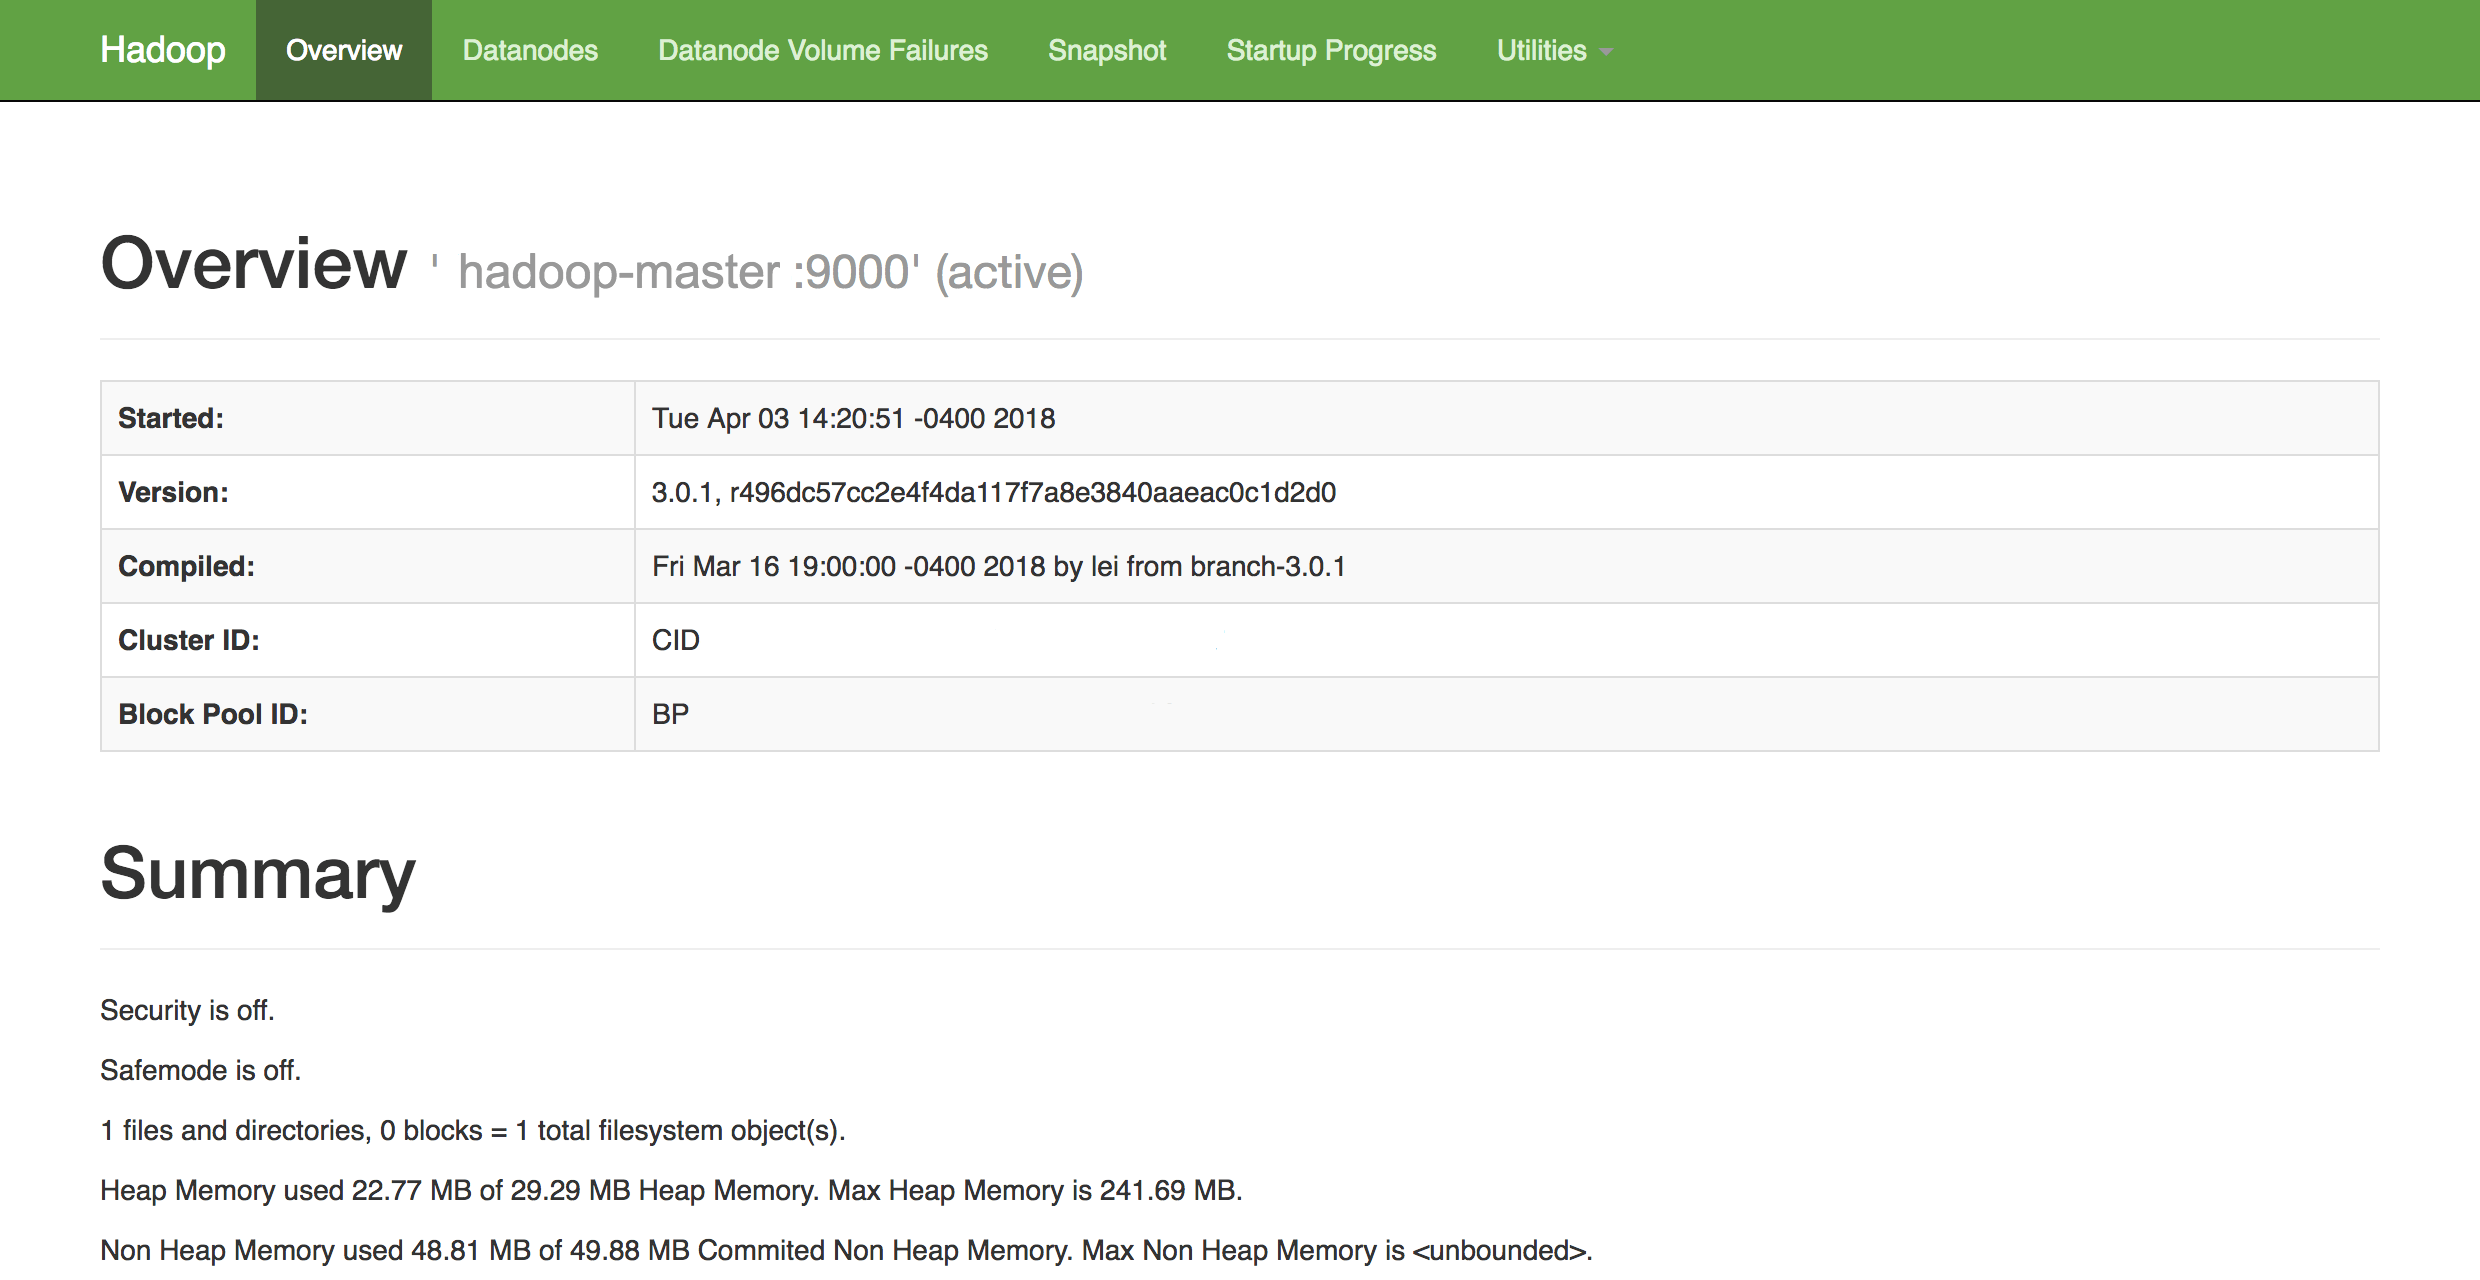 Hadoop Overview Datanodes Datanode Volume Failures Snapshot Startup Progress Utilities
Overview ' hadoop-master :9000' (active)
Started: Tue Apr 03 14:20:51 -0400 2018
Version: 3.0.1, r496dc57cc2e4f4da117f7a8e3840aaeac0c1d2d0
Compiled: Fri Mar 16 19:00:00 -0400 2018 by lei from branch-3.0.1
Cluster ID: CID
Block Pool ID: BP
Summary
Security is off.
Safemode is off.
1 files and directories, 0 blocks = 1 total filesystem object(s).
Heap Memory used 22.77 MB of 29.29 MB Heap Memory. Max Heap Memory is 241.69 MB.
Non Heap Memory used 48.81 MB of 49.88 MB Commited Non Heap Memory. Max Non Heap Memory is <unbounded>.